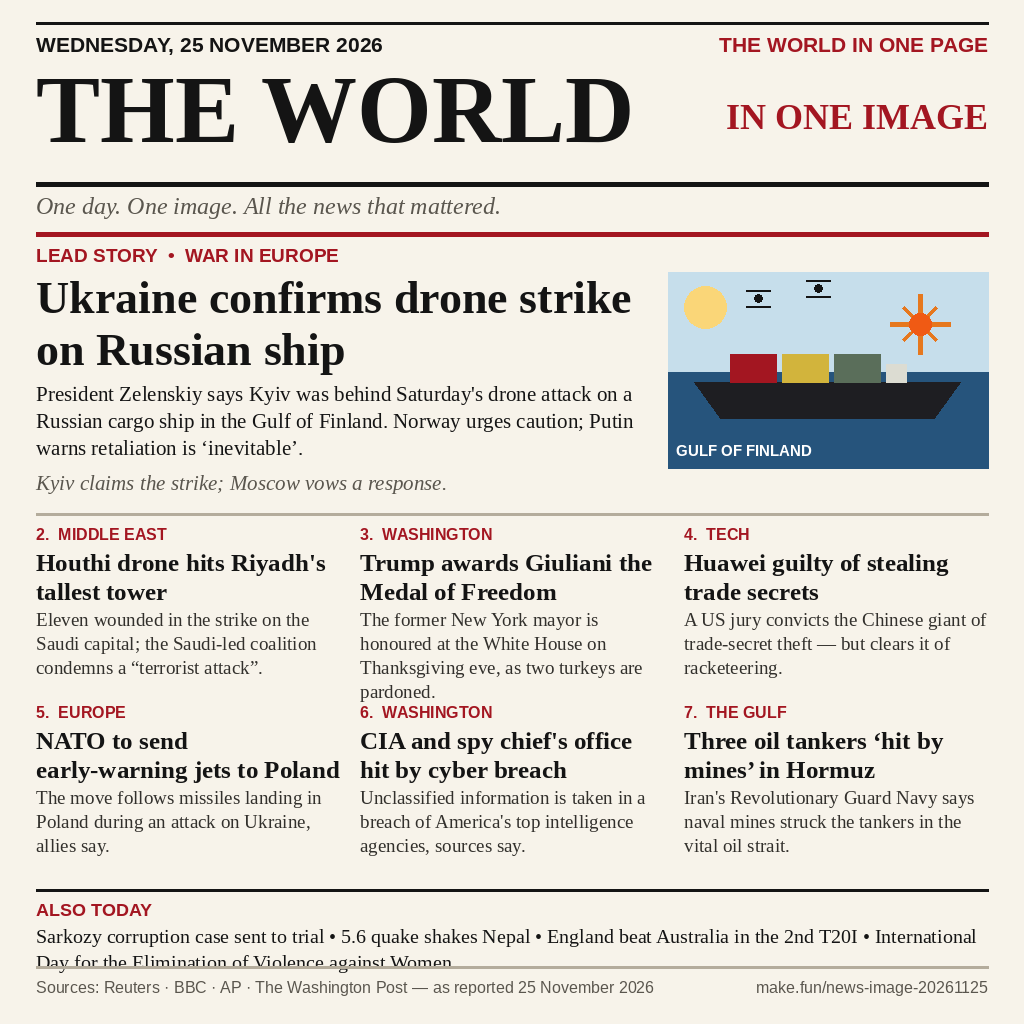 WEDNESDAY, 25 NOVEMBER 2026
THE WORLD IN ONE PAGE
THE WORLD
IN ONE IMAGE
One day. One image. All the news that mattered.
LEAD STORY • WAR IN EUROPE
Ukraine confirms drone strike
on Russian ship
President Zelenskiy says Kyiv was behind Saturday's drone attack on a
Russian cargo ship in the Gulf of Finland. Norway urges caution; Putin
warns retaliation is ‘inevitable’.
Kyiv claims the strike; Moscow vows a response.
GULF OF FINLAND
2. MIDDLE EAST
Houthi drone hits Riyadh's
tallest tower
Eleven wounded in the strike on the
Saudi capital; the Saudi-led coalition
condemns a “terrorist attack”.
3. WASHINGTON
Trump awards Giuliani the
Medal of Freedom
The former New York mayor is
honoured at the White House on
Thanksgiving eve, as two turkeys are
pardoned.
4. TECH
Huawei guilty of stealing
trade secrets
A US jury convicts the Chinese giant of
trade-secret theft — but clears it of
racketeering.
5. EUROPE
NATO to send
early-warning jets to Poland
The move follows missiles landing in
Poland during an attack on Ukraine,
allies say.
6. WASHINGTON
CIA and spy chief's office
hit by cyber breach
Unclassified information is taken in a
breach of America's top intelligence
agencies, sources say.
7. THE GULF
Three oil tankers ‘hit by
mines’ in Hormuz
Iran's Revolutionary Guard Navy says
naval mines struck the tankers in the
vital oil strait.
ALSO TODAY
Sarkozy corruption case sent to trial • 5.6 quake shakes Nepal • England beat Australia in the 2nd T20I • International
Day for the Elimination of Violence against Women
Sources: Reuters · BBC · AP · The Washington Post — as reported 25 November 2026
make.fun/news-image-20261125